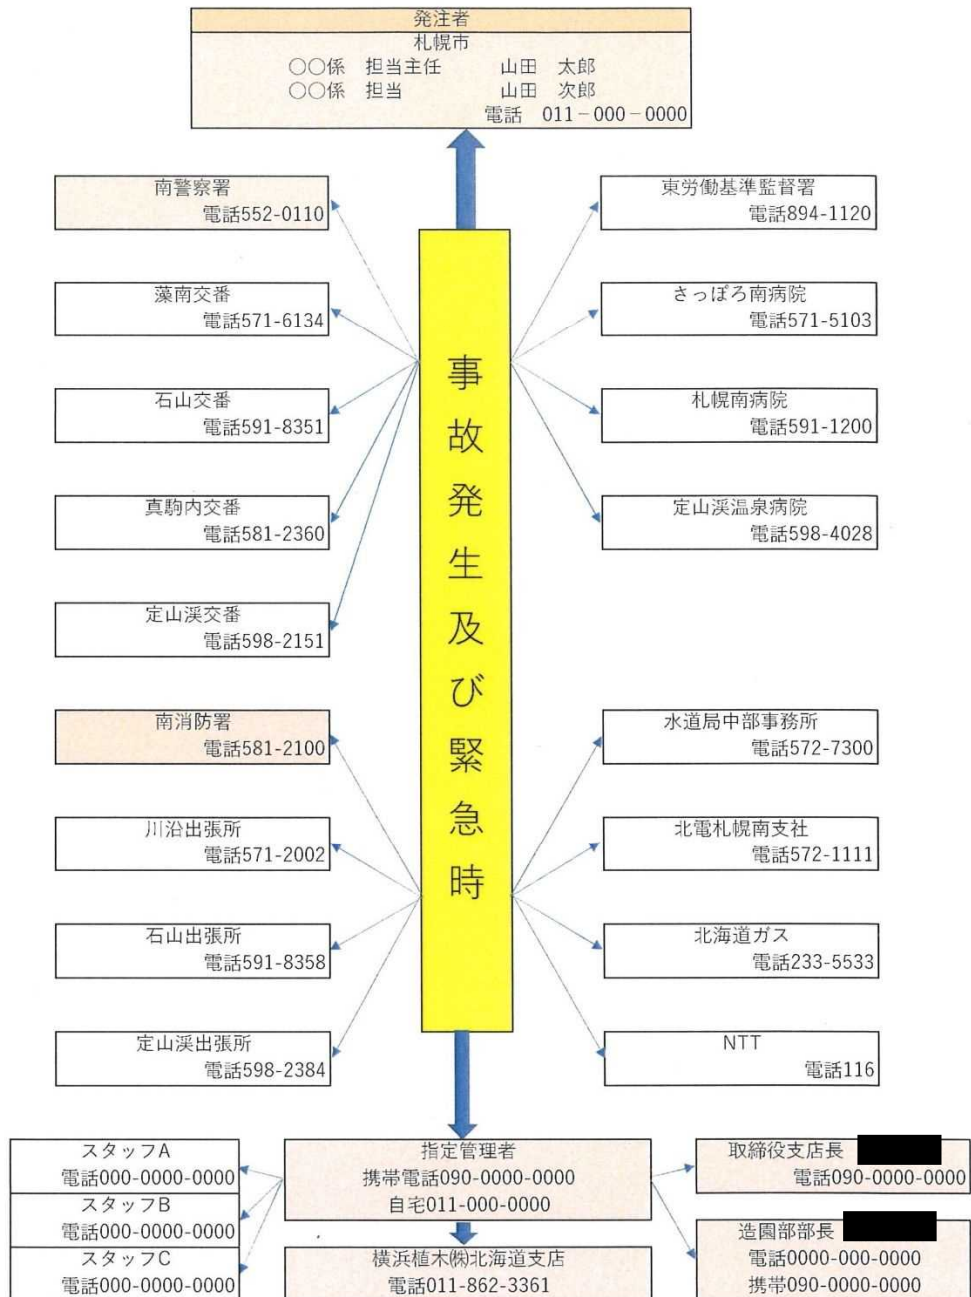 発注者
札幌市
○○係　担当主任　　山田　太郎
○○係　担当　　　　山田　次郎
電話　011－000－0000
南警察署
電話552-0110
藻南交番
電話571-6134
石山交番
電話591-8351
真駒内交番
電話581-2360
定山渓交番
電話598-2151
南消防署
電話581-2100
川沿出張所
電話571-2002
石山出張所
電話591-8358
定山渓出張所
電話598-2384
事故発生及び緊急時
東労働基準監督署
電話894-1120
さっぽろ南病院
電話571-5103
札幌南病院
電話591-1200
定山渓温泉病院
電話598-4028
水道局中部事務所
電話572-7300
北電札幌南支社
電話572-1111
北海道ガス
電話233-5533
NTT
電話116
スタッフA
電話000-0000-0000
スタッフB
電話000-0000-0000
スタッフC
電話000-0000-0000
指定管理者
携帯電話090-0000-0000
自宅011-000-0000
横浜植木㈱北海道支店
電話011-862-3361
取締役支店長
電話090-0000-0000
造園部部長
電話0000-000-0000
携帯090-0000-0000